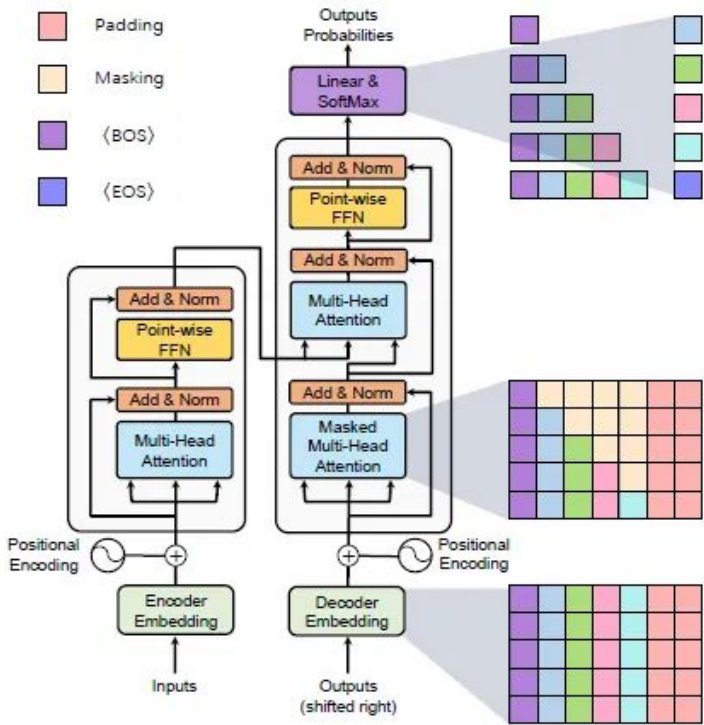 Padding
Masking
⟨BOS⟩
⟨EOS⟩
Outputs
Probabilities
Linear &
SoftMax
Add & Norm
Point-wise
FFN
Add & Norm
Multi-Head
Attention
Add & Norm
Masked
Multi-Head
Attention
Positional
Encoding
Decoder
Embedding
Outputs
(shifted right)
Add & Norm
Point-wise
FFN
Add & Norm
Multi-Head
Attention
Positional
Encoding
Encoder
Embedding
Inputs